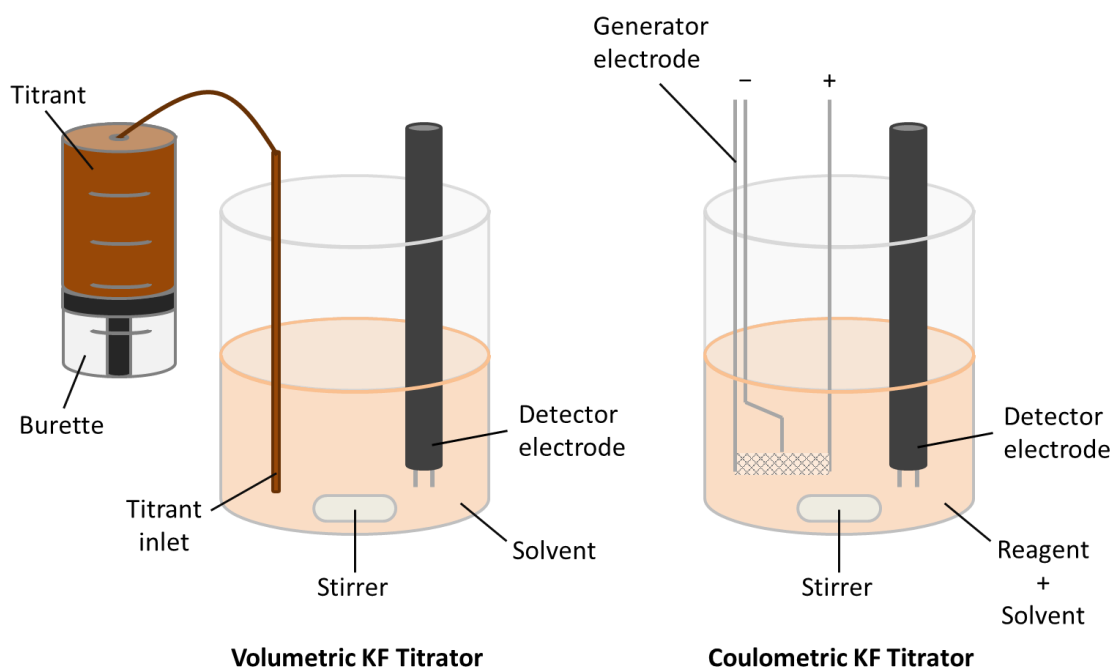 Titrant
Burette
Titrant
inlet
Stirrer
Solvent
Detector
electrode
Volumetric KF Titrator
Generator
electrode
−
+
Detector
electrode
Stirrer
Reagent
+
Solvent
Coulometric KF Titrator